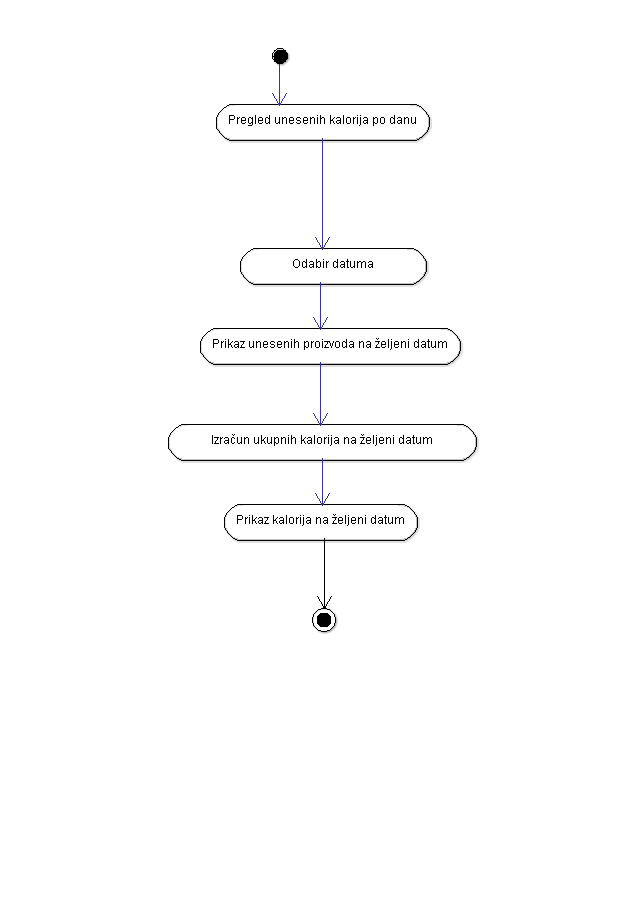 Pregled unesenih kalorija po danu
Odabir datuma
Prikaz unesenih proizvoda na željeni datum
Izračun ukupnih kalorija na željeni datum
Prikaz kalorija na željeni datum